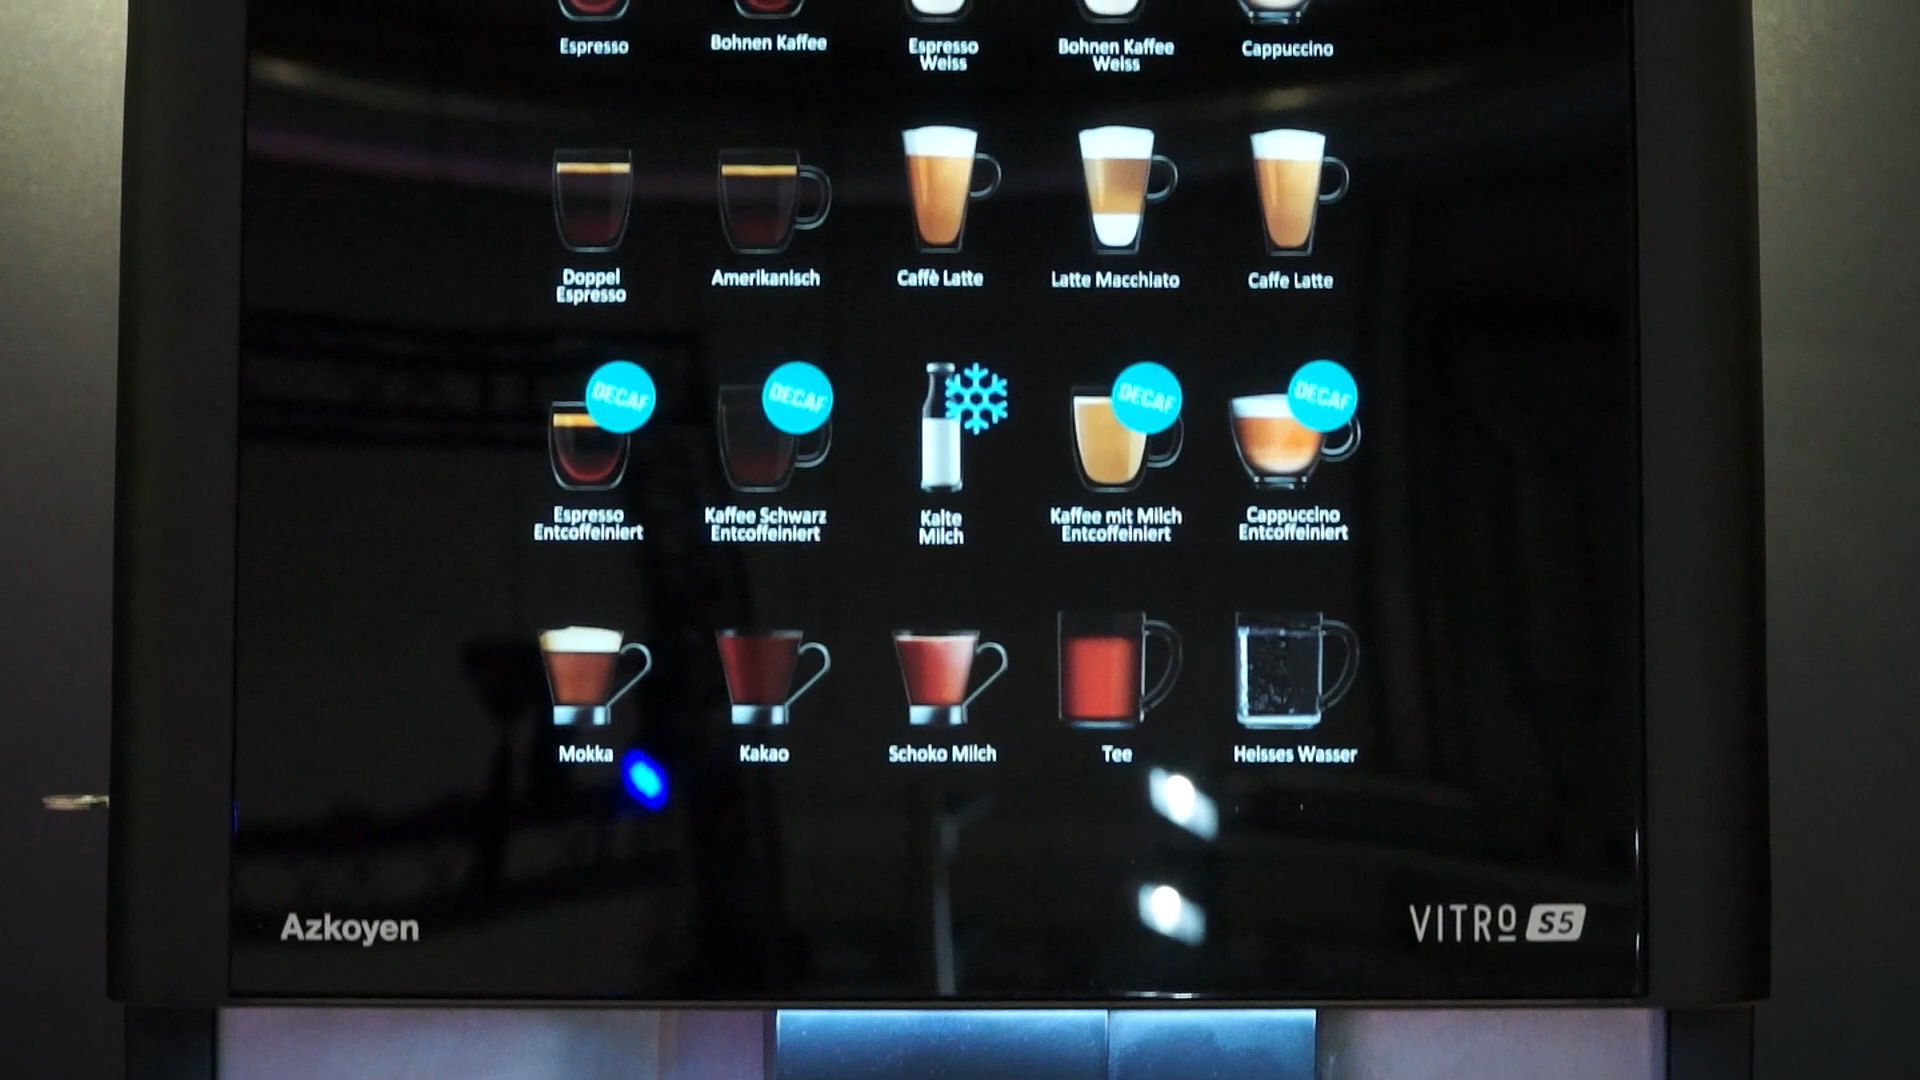 Espresso
Bohnen Kaffee
Espresso
Weiss
Bohnen Kaffee
Weiss
Cappuccino
Doppel
Espresso
Amerikanisch
Caffè Latte
Latte Macchiato
Caffe Latte
DECAF
Espresso
Entcoffeiniert
DECAF
Kaffee Schwarz
Entcoffeiniert
Kalte
Milch
DECAF
Kaffee mit Milch
Entcoffeiniert
DECAF
Cappuccino
Entcoffeiniert
Mokka
Kakao
Schoko Milch
Tee
Heisses Wasser
Azkoyen
VITRO S5